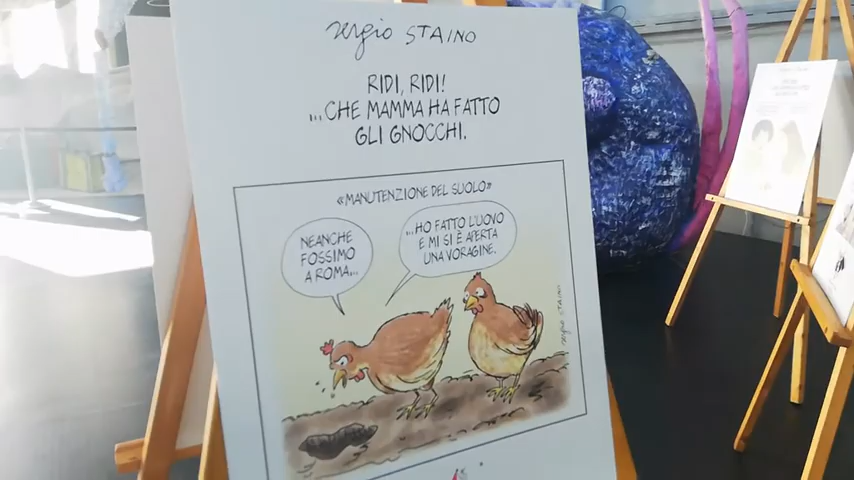 sergio STAINO
RIDI, RIDI!
...CHE MAMMA HA FATTO
GLI GNOCCHI.
«MANUTENZIONE DEL SUOLO»
NEANCHE
FOSSIMO
A ROMA...
...HO FATTO L'UOVO
E MI SI È APERTA
UNA VORAGINE.
sergio STAINO